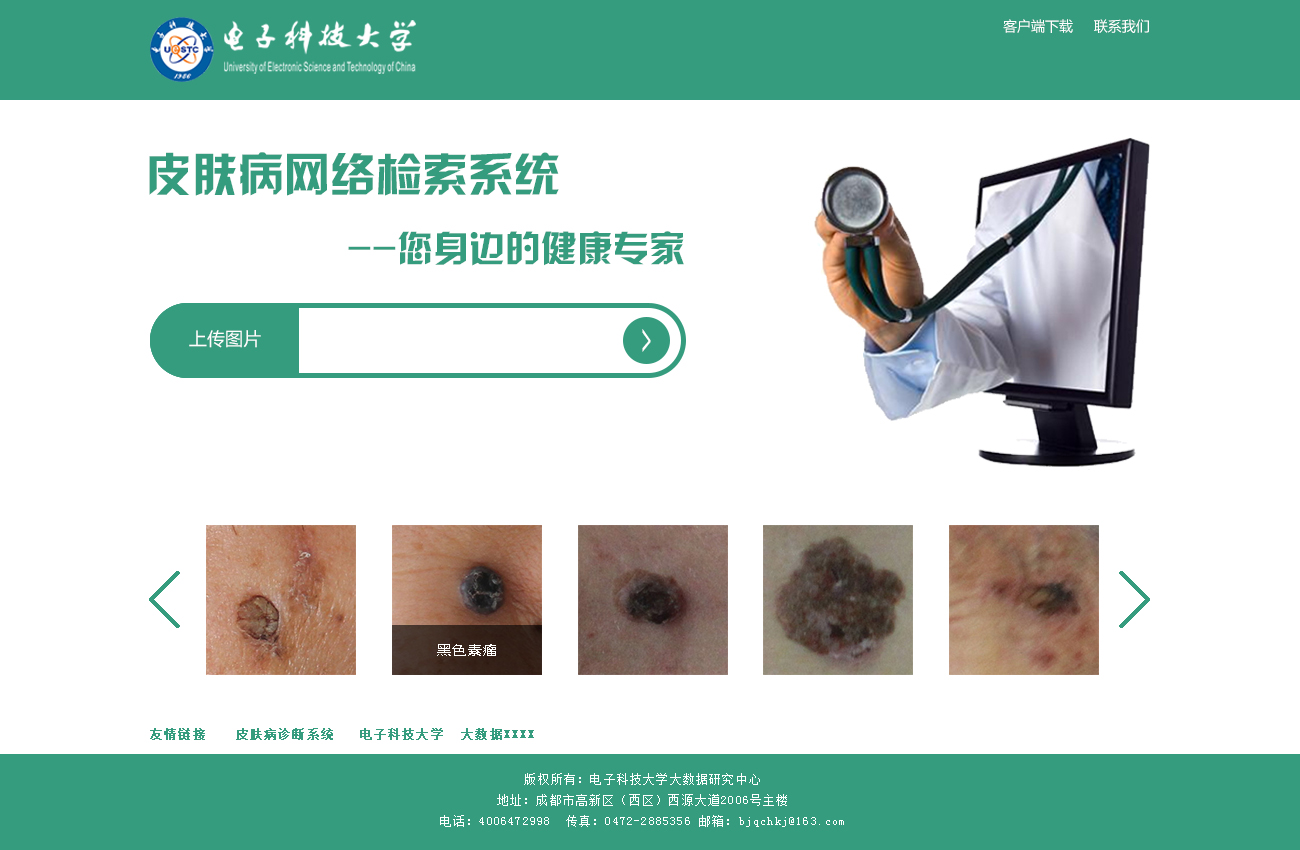 UESTC
1956
电子科技大学
University of Electronic Science and Technology of China
客户端下载 联系我们
皮肤病网络检索系统
--您身边的健康专家
上传图片
黑色素瘤
友情链接 皮肤病诊断系统 电子科技大学 大数据XXXX
版权所有：电子科技大学大数据研究中心
地址：成都市高新区（西区）西源大道2006号主楼
电话：4006472998 传真：0472-2885356 邮箱：bjqchkj@163.com